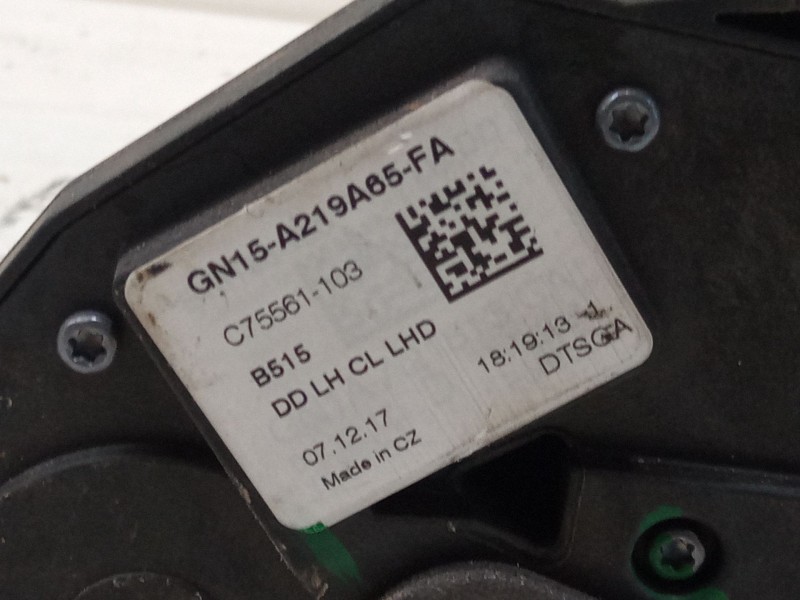 GN15-A219A65-FA
C75561-103
B515
DD LH CL LHD
07.12.17
18:19:13 -1
Made in CZ
DTSGA